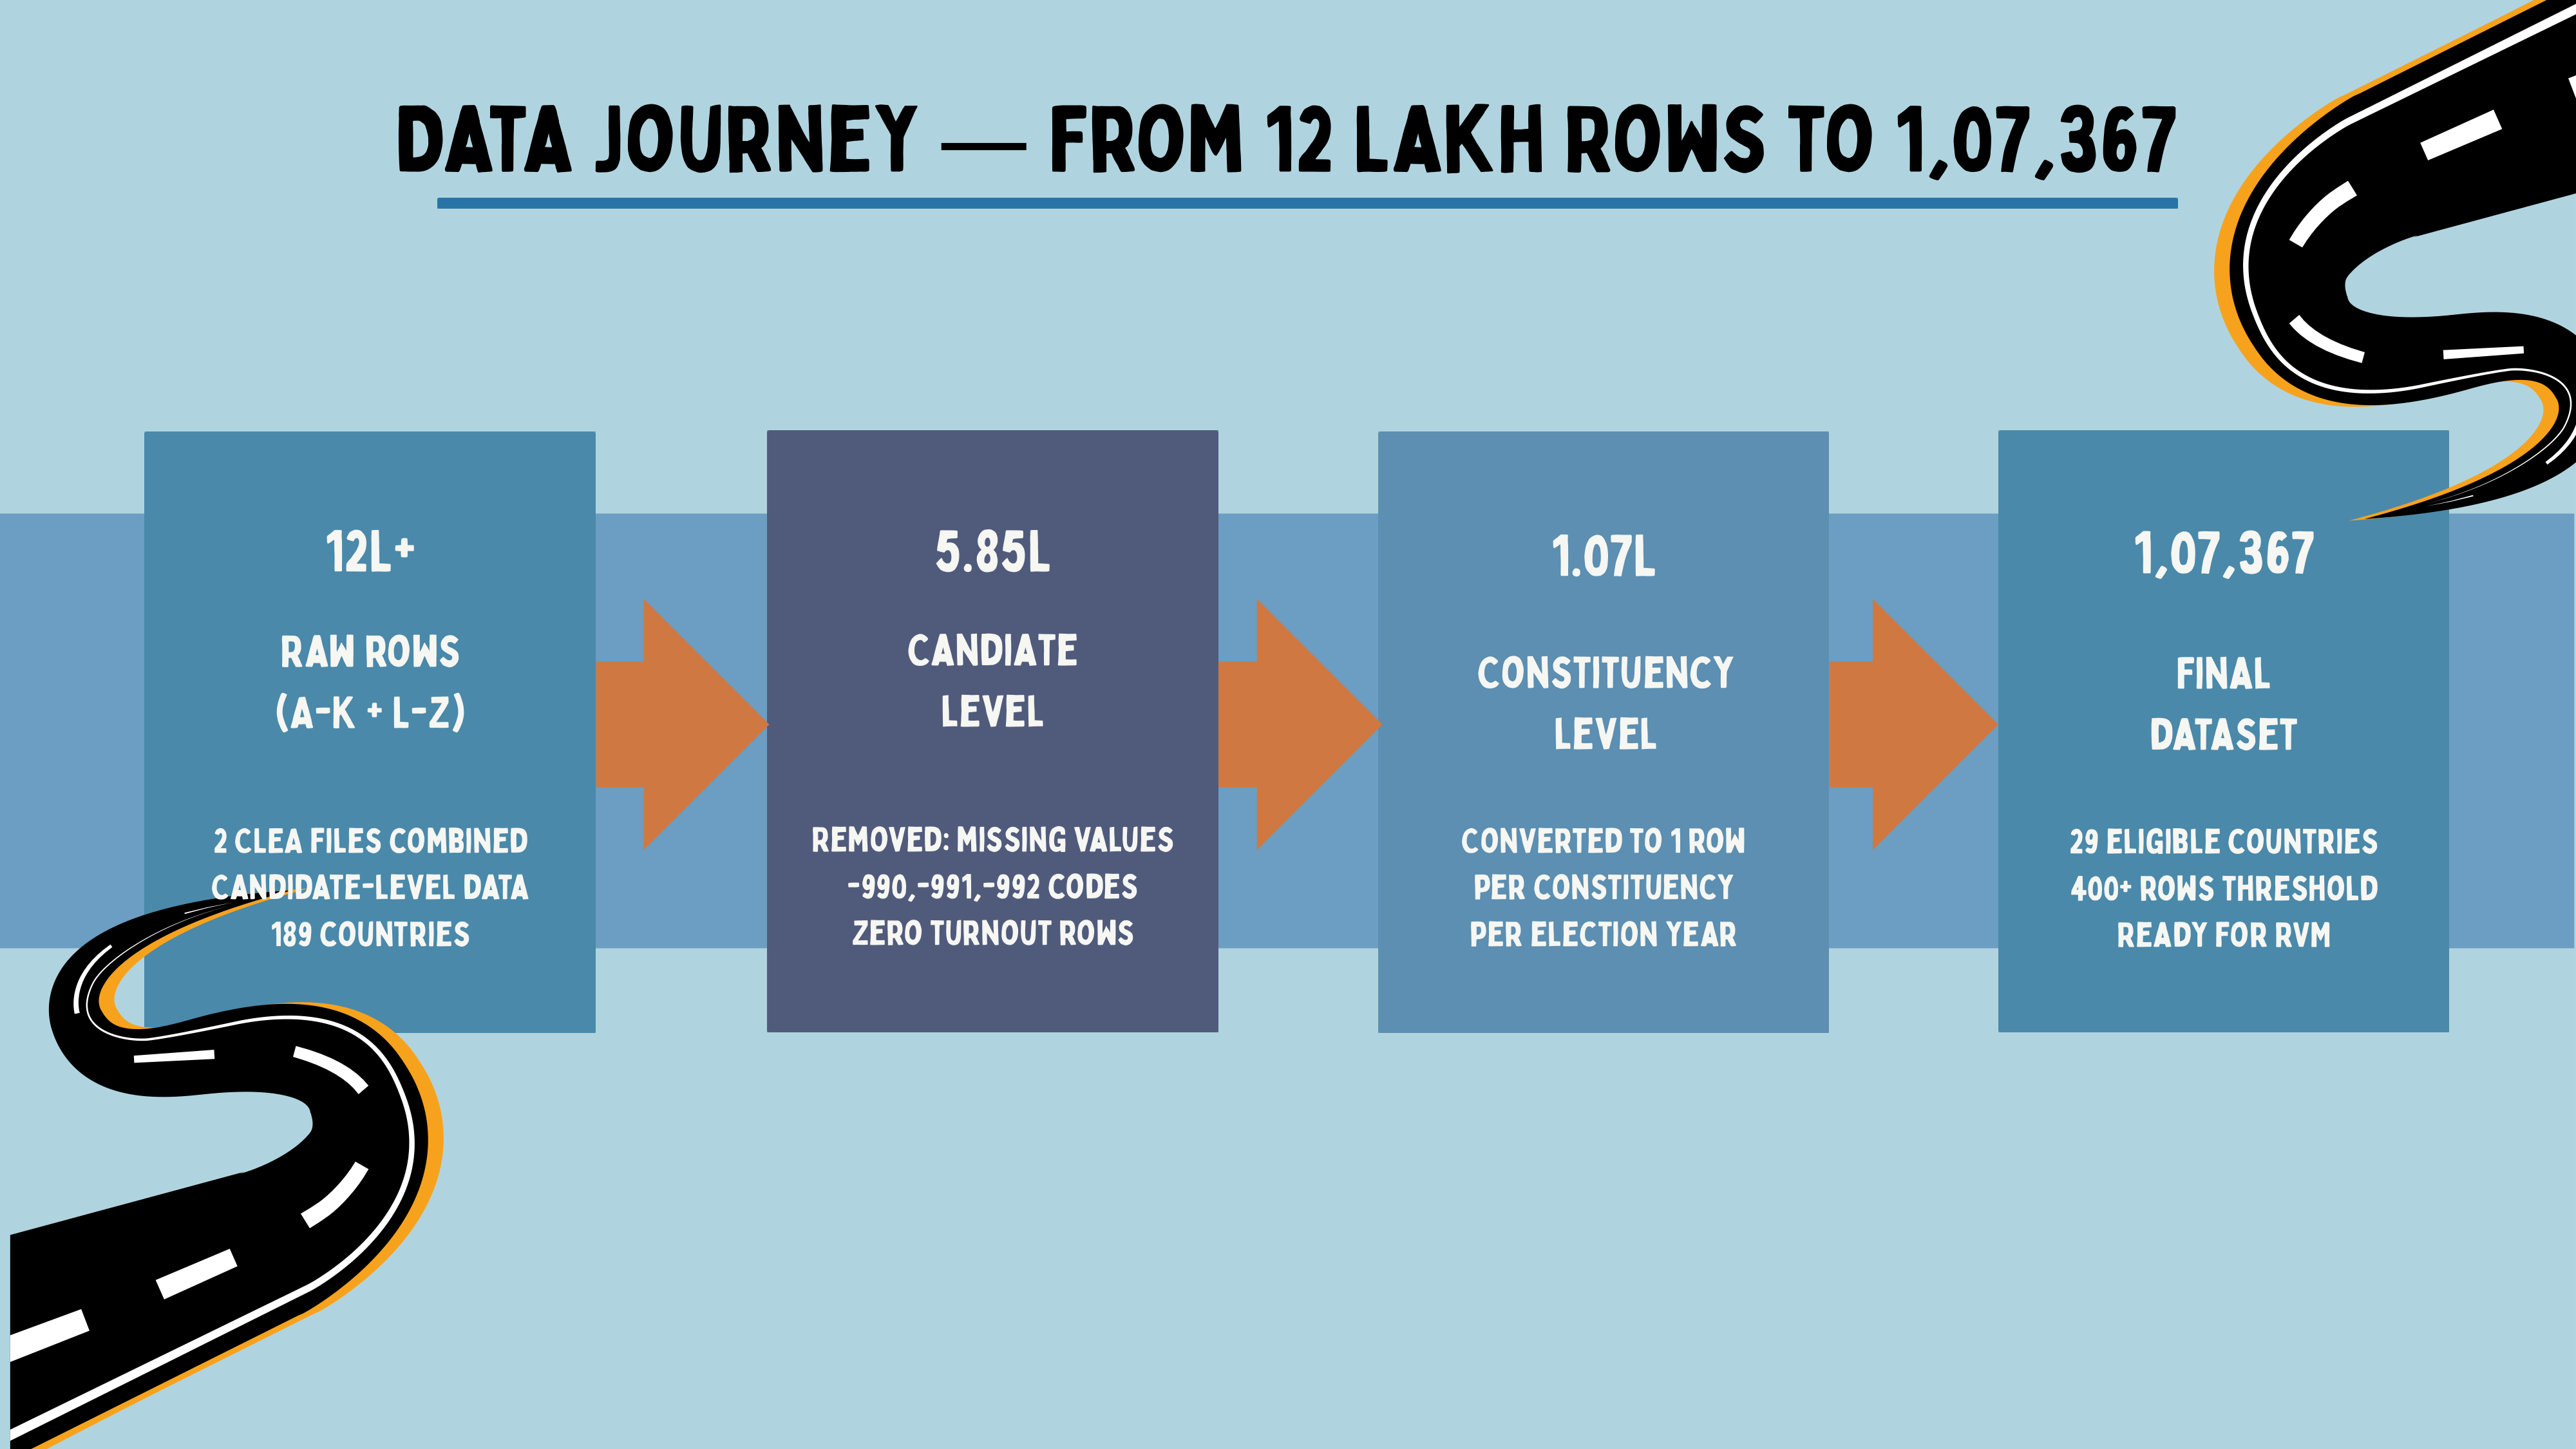 DATA JOURNEY — FROM 12 LAKH ROWS TO 1,07,367
12L+
RAW ROWS
(A-K + L-Z)
2 CLEA FILES COMBINED
CANDIDATE-LEVEL DATA
189 COUNTRIES
5.85L
CANDIATE
LEVEL
REMOVED: MISSING VALUES
-990,-991,-992 CODES
ZERO TURNOUT ROWS
1.07L
CONSTITUENCY
LEVEL
CONVERTED TO 1 ROW
PER CONSTITUENCY
PER ELECTION YEAR
1,07,367
FINAL
DATASET
29 ELIGIBLE COUNTRIES
400+ ROWS THRESHOLD
READY FOR RVM